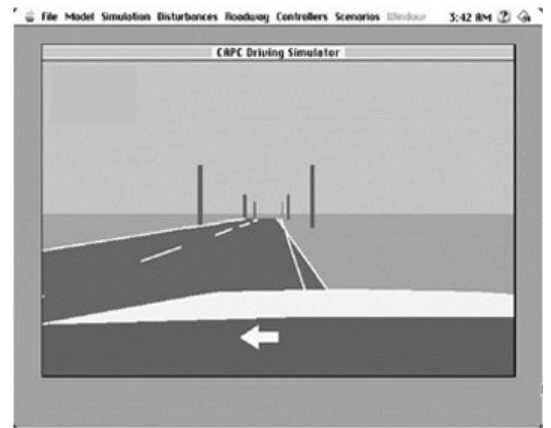 File Model Simulation Disturbances Roadway Controllers Scenarios Window 3:42 AM
CAPC Driving Simulator